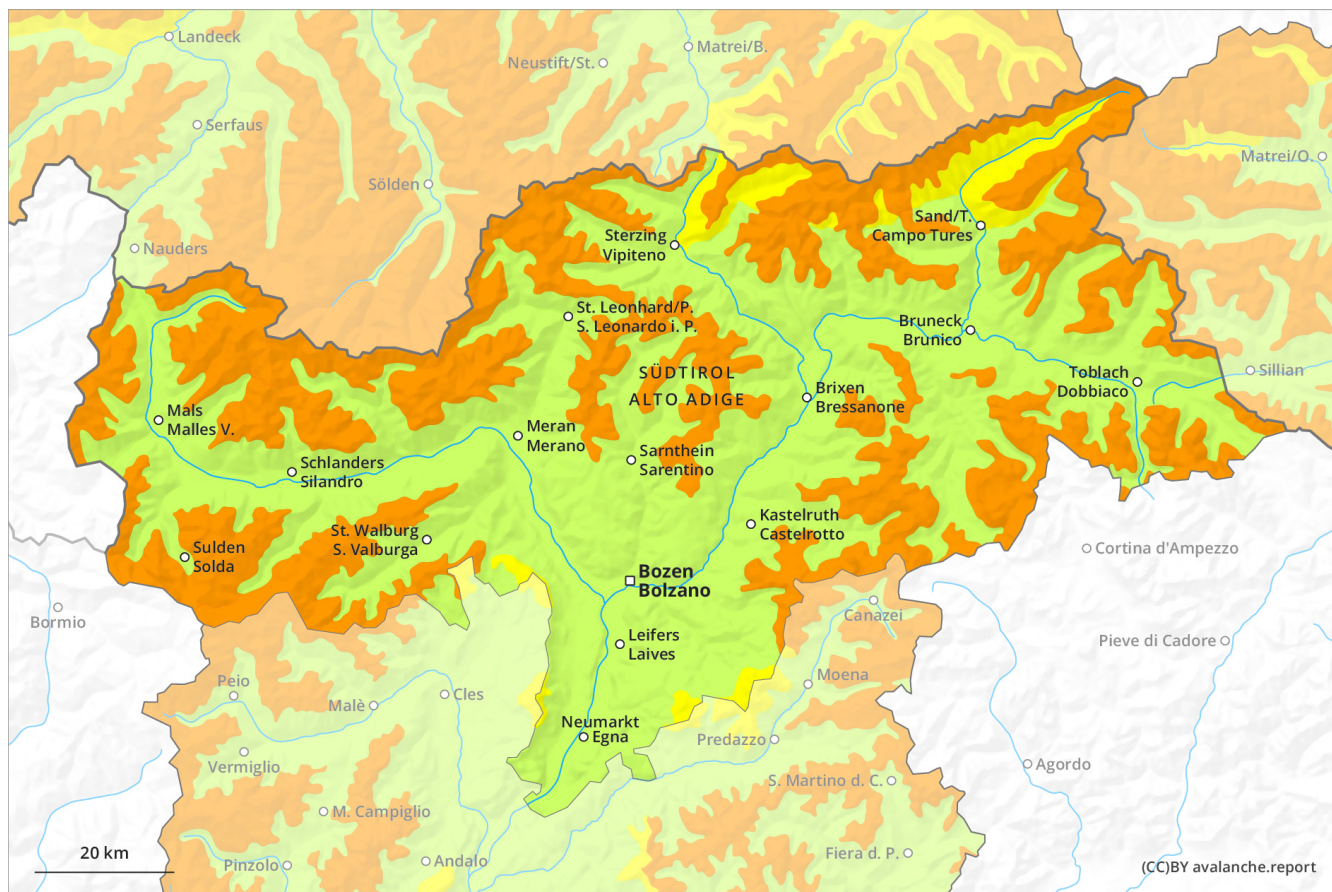 Landeck
Matrei/B.
Neustift/St.
Serfaus
Matrei/O.
Sölden
Sand/T.
Campo Tures
Sterzing
Vipiteno
Nauders
St. Leonhard/P.
S. Leonardo i. P.
Bruneck
Brunico
SÜDTIROL
ALTO ADIGE
Toblach
Dobbiaco
Sillian
Brixen
Bressanone
Mals
Malles V.
Meran
Merano
Sarnthein
Sarentino
Schlanders
Silandro
Kastelruth
Castelrotto
St. Walburg
S. Valburga
Sulden
Solda
Cortina d'Ampezzo
Bozen
Bolzano
Bormio
Canazei
Leifers
Laives
Pieve di Cadore
Peio
Cles
Moena
Malè
Neumarkt
Egna
Predazzo
Vermiglio
Agordo
S. Martino d. C.
M. Campiglio
20 km
Pinzolo
Andalo
Fiera d. P.
(CC)BY avalanche.report